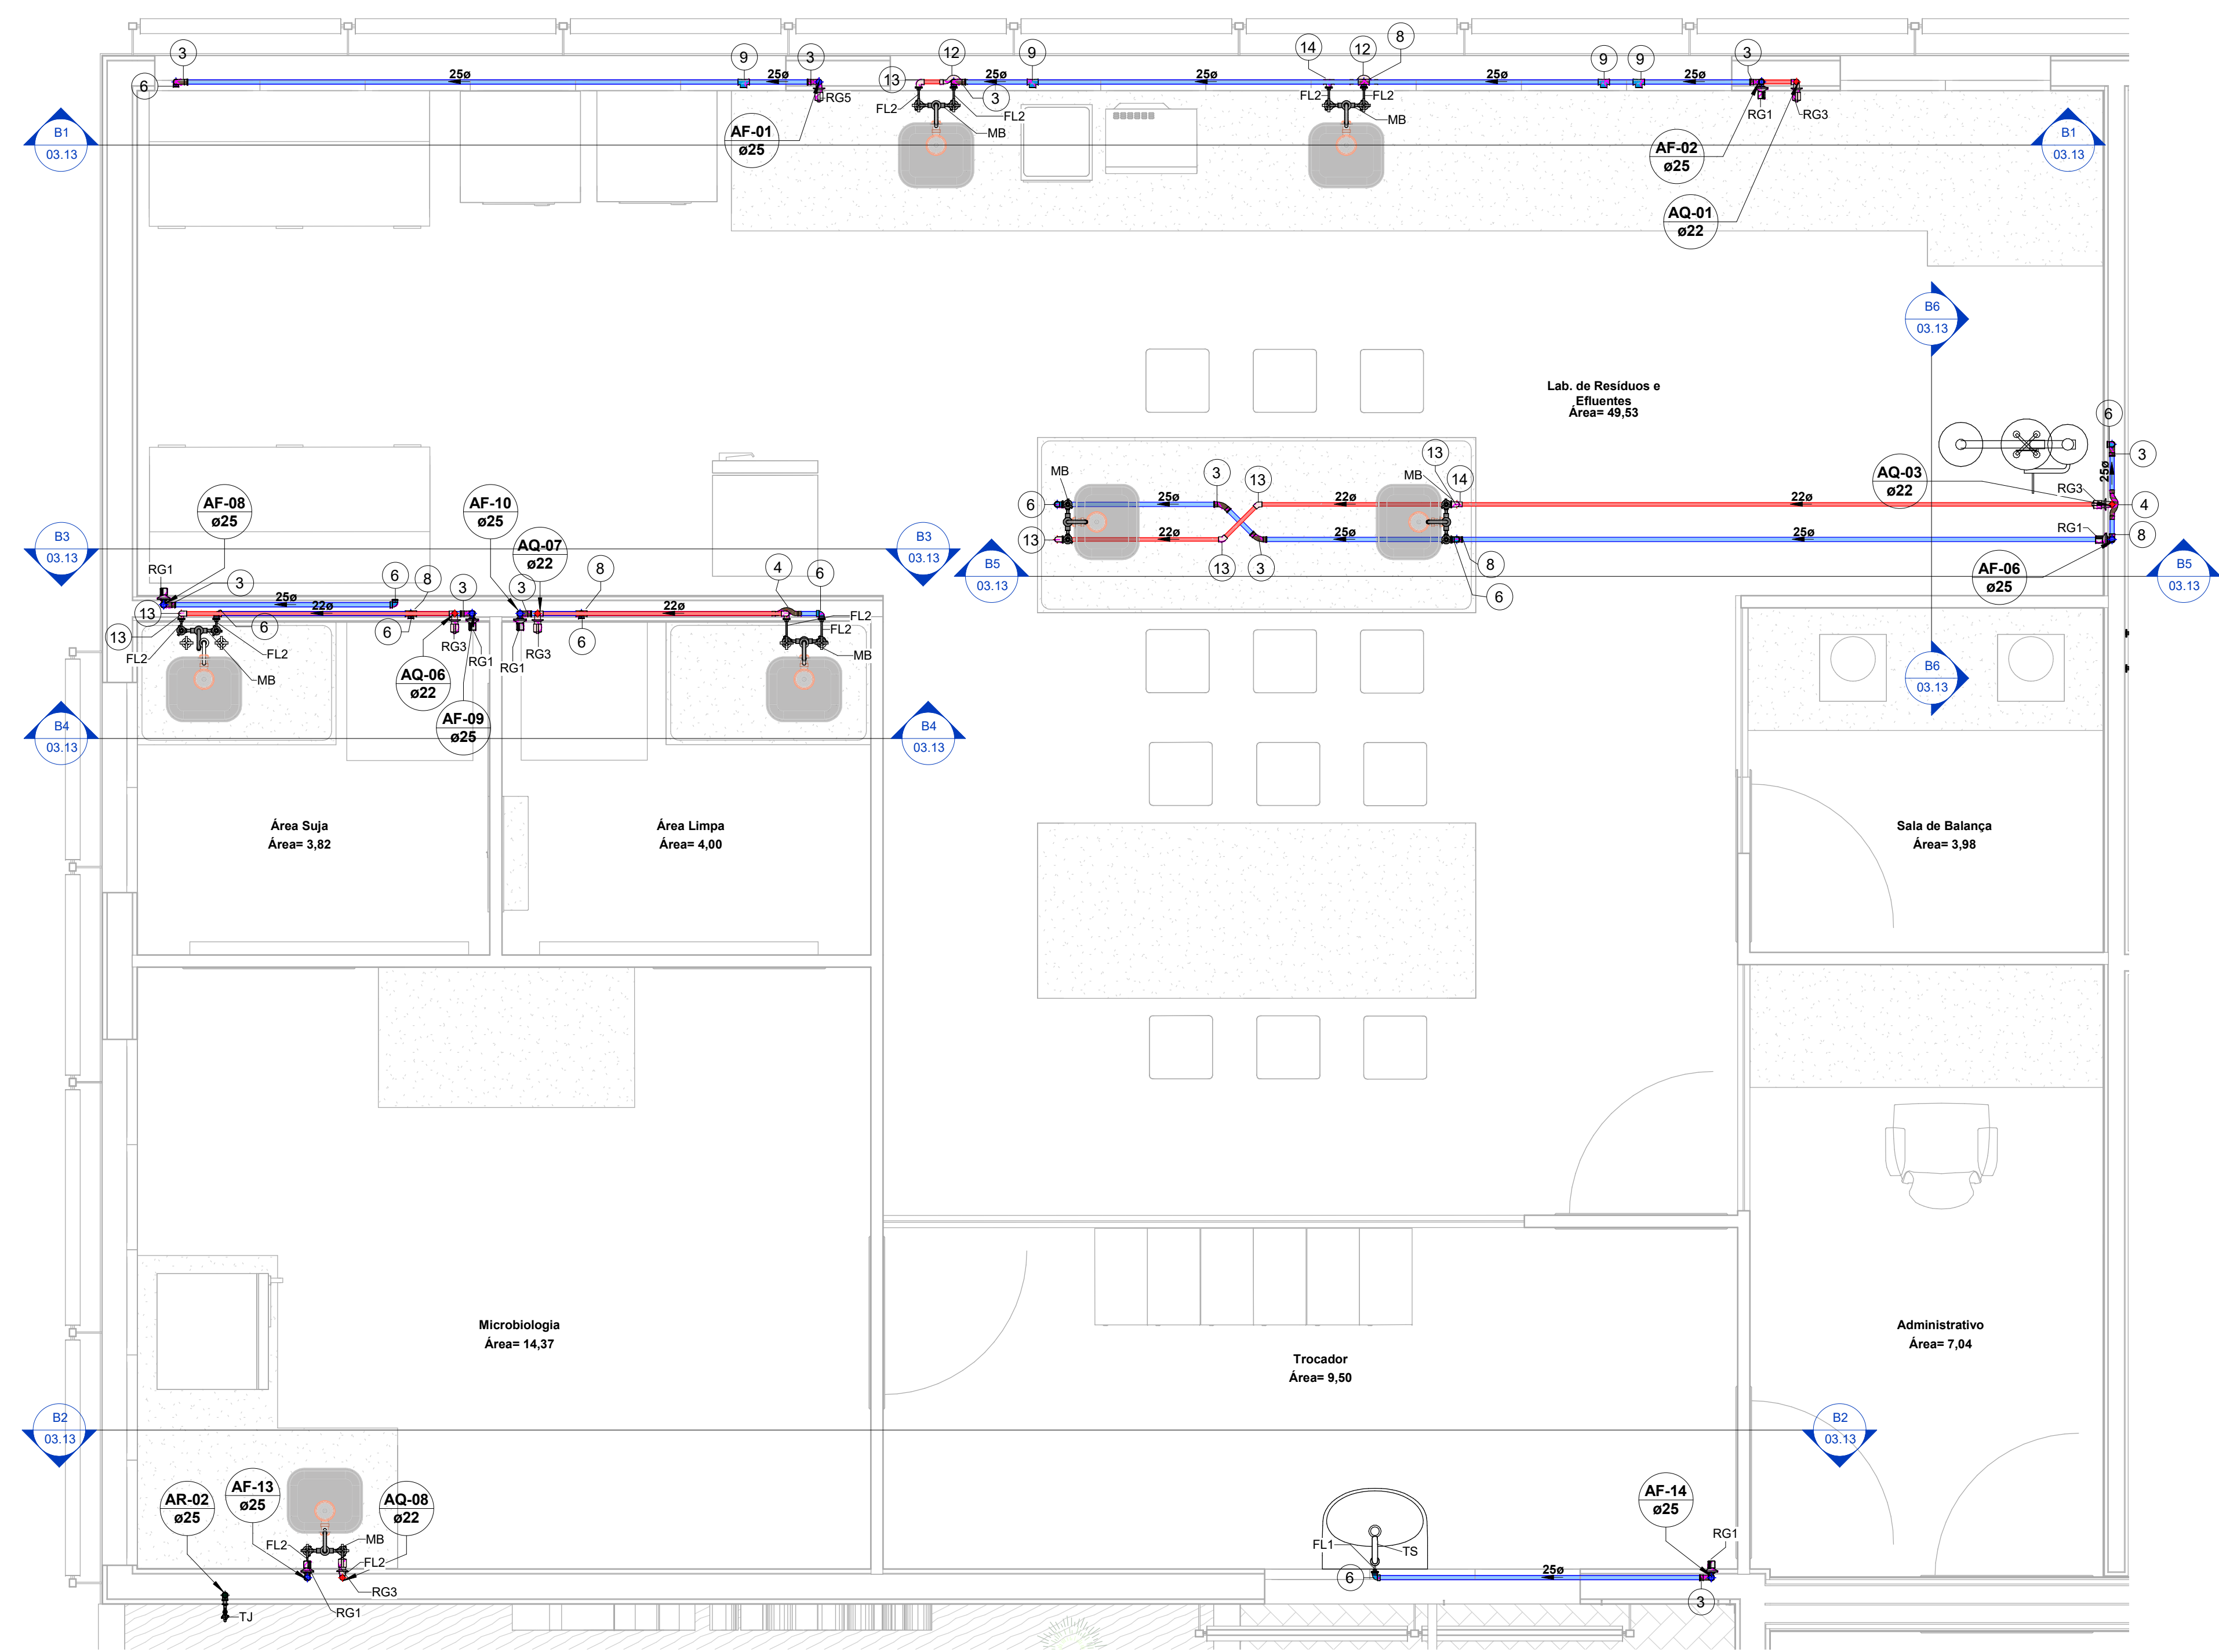 3
9
3
12
9
14
12
8
9
9
3
25ø
25ø
25ø
25ø
25ø
25ø
6
13
3
RG5
FL2
FL2
MB
FL2
FL2
MB
RG1
RG3
B1
03.13
AF-01
ø25
AF-02
ø25
B1
03.13
AQ-01
ø22
B6
03.13
Lab. de Resíduos e
Efluentes
Área= 49,53
6
13
3
MB
MB
14
3
13
AQ-03
ø22
RG3
25ø
4
6
25ø
22ø
22ø
AF-08
ø25
AF-10
ø25
RG1
8
B3
03.13
AQ-07
ø22
B3
03.13
13
22ø
25ø
25ø
13
3
8
6
B5
03.13
AF-06
ø25
B5
03.13
RG1
3
6
8
3
3
8
4
6
25ø
22ø
22ø
13
13
6
6
6
FL2
FL2
MB
FL2
FL2
MB
RG3
RG1
RG1
RG3
AQ-06
ø22
AF-09
ø25
B6
03.13
B4
03.13
B4
03.13
Área Suja
Área= 3,82
Área Limpa
Área= 4,00
Sala de Balança
Área= 3,98
Microbiologia
Área= 14,37
Trocador
Área= 9,50
Administrativo
Área= 7,04
B2
03.13
B2
03.13
AR-02
ø25
AF-13
ø25
AQ-08
ø22
AF-14
ø25
FL2
MB
FL2
RG3
RG1
TJ
FL1
TS
6
25ø
RG1
3